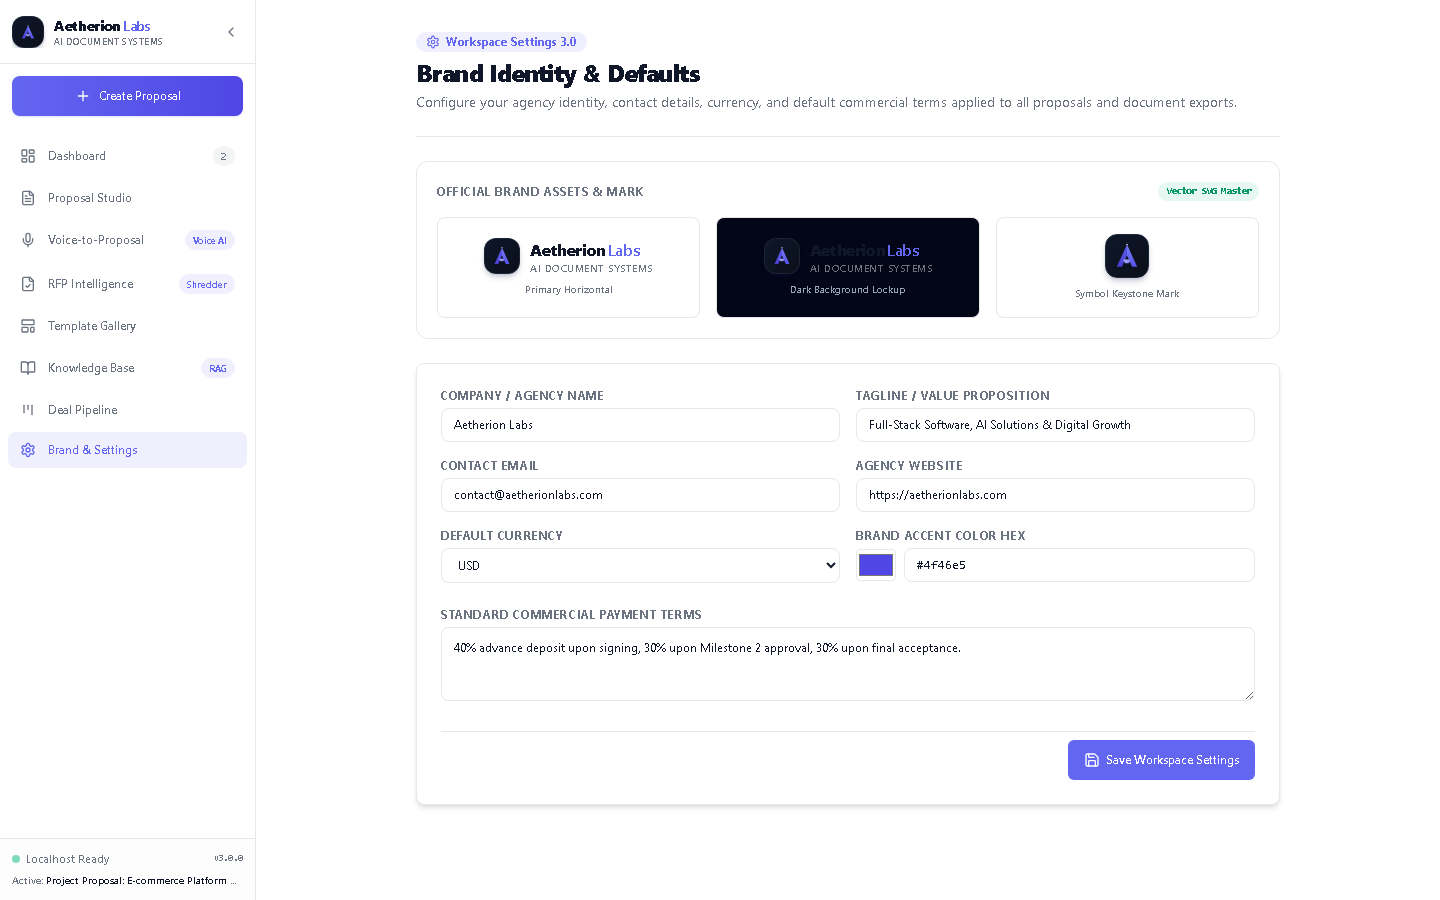 Aetherion Labs
AI DOCUMENT SYSTEMS
Create Proposal
Dashboard 2
Proposal Studio
Voice-to-Proposal Voice AI
RFP Intelligence Shredder
Template Gallery
Knowledge Base RAG
Deal Pipeline
Brand & Settings
Localhost Ready v3.0.0
Active: Project Proposal: E-commerce Platform ...
Workspace Settings 3.0
Brand Identity & Defaults
Configure your agency identity, contact details, currency, and default commercial terms applied to all proposals and document exports.
OFFICIAL BRAND ASSETS & MARK Vector SVG Master
Aetherion Labs
AI DOCUMENT SYSTEMS
Primary Horizontal
Aetherion Labs
AI DOCUMENT SYSTEMS
Dark Background Lockup
Symbol Keystone Mark
COMPANY / AGENCY NAME
Aetherion Labs
TAGLINE / VALUE PROPOSITION
Full-Stack Software, AI Solutions & Digital Growth
CONTACT EMAIL
contact@aetherionlabs.com
AGENCY WEBSITE
https://aetherionlabs.com
DEFAULT CURRENCY
USD
BRAND ACCENT COLOR HEX
#4f46e5
STANDARD COMMERCIAL PAYMENT TERMS
40% advance deposit upon signing, 30% upon Milestone 2 approval, 30% upon final acceptance.
Save Workspace Settings